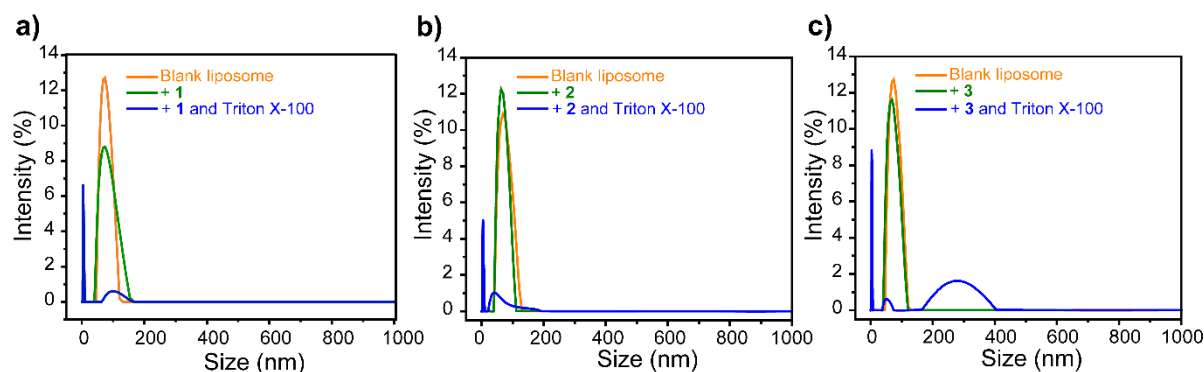 a)
14
12
10
8
6
4
2
0
Intensity (%)
Blank liposome
+ 1
+ 1 and Triton X-100
0 200 400 600 800 1000
Size (nm)
b)
14
12
10
8
6
4
2
0
Intensity (%)
Blank liposome
+ 2
+ 2 and Triton X-100
0 200 400 600 800 1000
Size (nm)
c)
14
12
10
8
6
4
2
0
Intensity (%)
Blank liposome
+ 3
+ 3 and Triton X-100
0 200 400 600 800 1000
Size (nm)